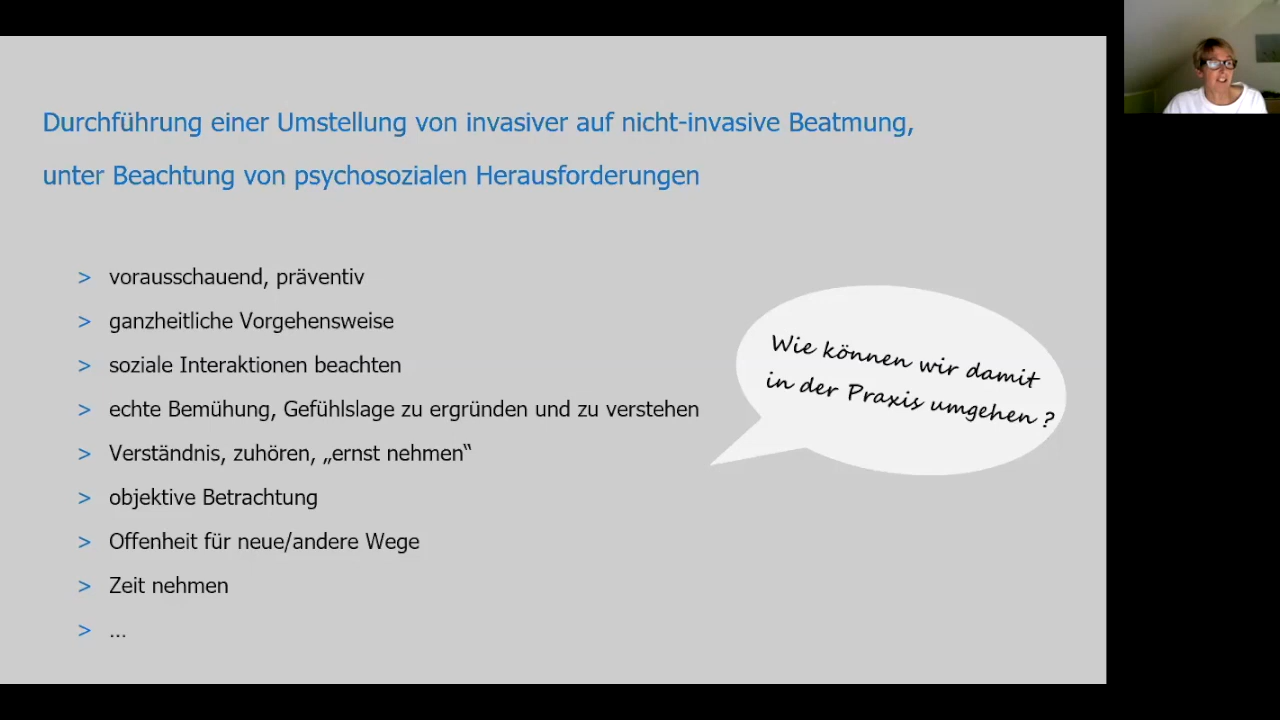 Durchführung einer Umstellung von invasiver auf nicht-invasive Beatmung,
unter Beachtung von psychosozialen Herausforderungen
> vorausschauend, präventiv
> ganzheitliche Vorgehensweise
> soziale Interaktionen beachten
> echte Bemühung, Gefühlslage zu ergründen und zu verstehen
> Verständnis, zuhören, „ernst nehmen“
> objektive Betrachtung
> Offenheit für neue/andere Wege
> Zeit nehmen
> ...
Wie können wir damit
in der Praxis umgehen ?